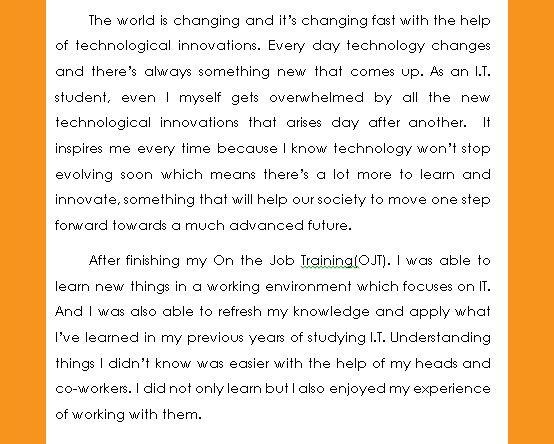 The world is changing and it's changing fast with the help
of technological innovations. Every day technology changes
and there's always something new that comes up. As an I.T.
student, even I myself gets overwhelmed by all the new
technological innovations that arises day after another. It
inspires me every time because I know technology won't stop
evolving soon which means there's a lot more to learn and
innovate, something that will help our society to move one step
forward towards a much advanced future.
After finishing my On the Job Training(OJT). I was able to
learn new things in a working environment which focuses on IT.
And I was also able to refresh my knowledge and apply what
I've learned in my previous years of studying I.T. Understanding
things I didn't know was easier with the help of my heads and
co-workers. I did not only learn but I also enjoyed my experience
of working with them.